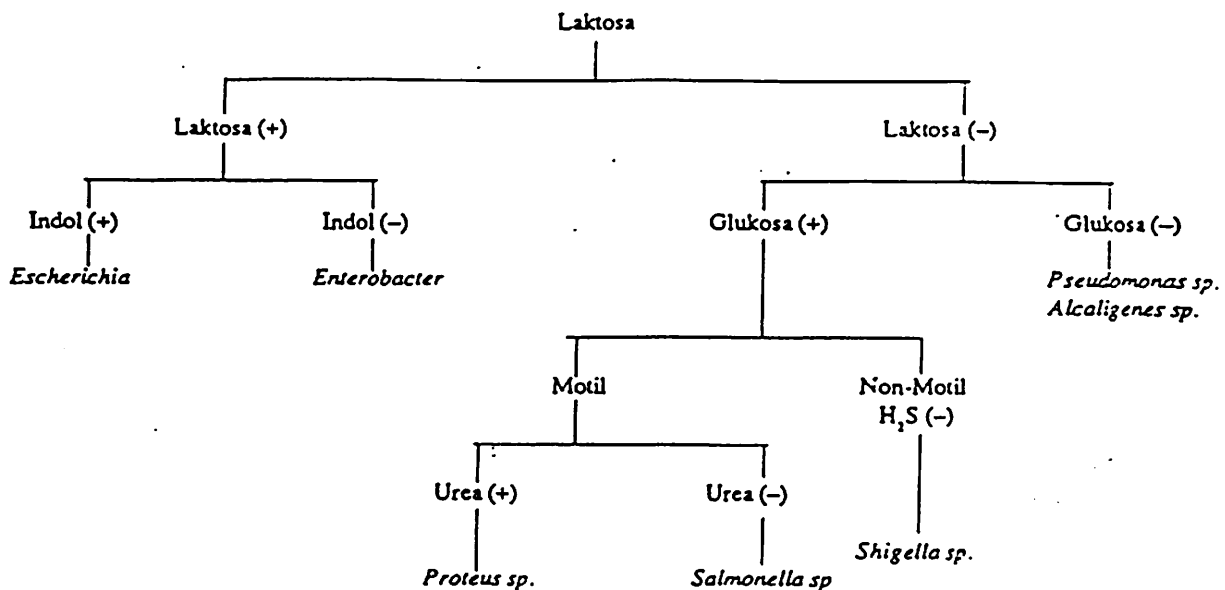 Laktosa
Laktosa (+)
Laktosa (–)
Indol (+)
Indol (–)
Glukosa (+)
Glukosa (–)
Escherichia
Enterobacter
Pseudomonas sp.
Alcaligenes sp.
Motil
Non-Motil
H₂S (–)
Urea (+)
Urea (–)
Shigella sp.
Proteus sp.
Salmonella sp